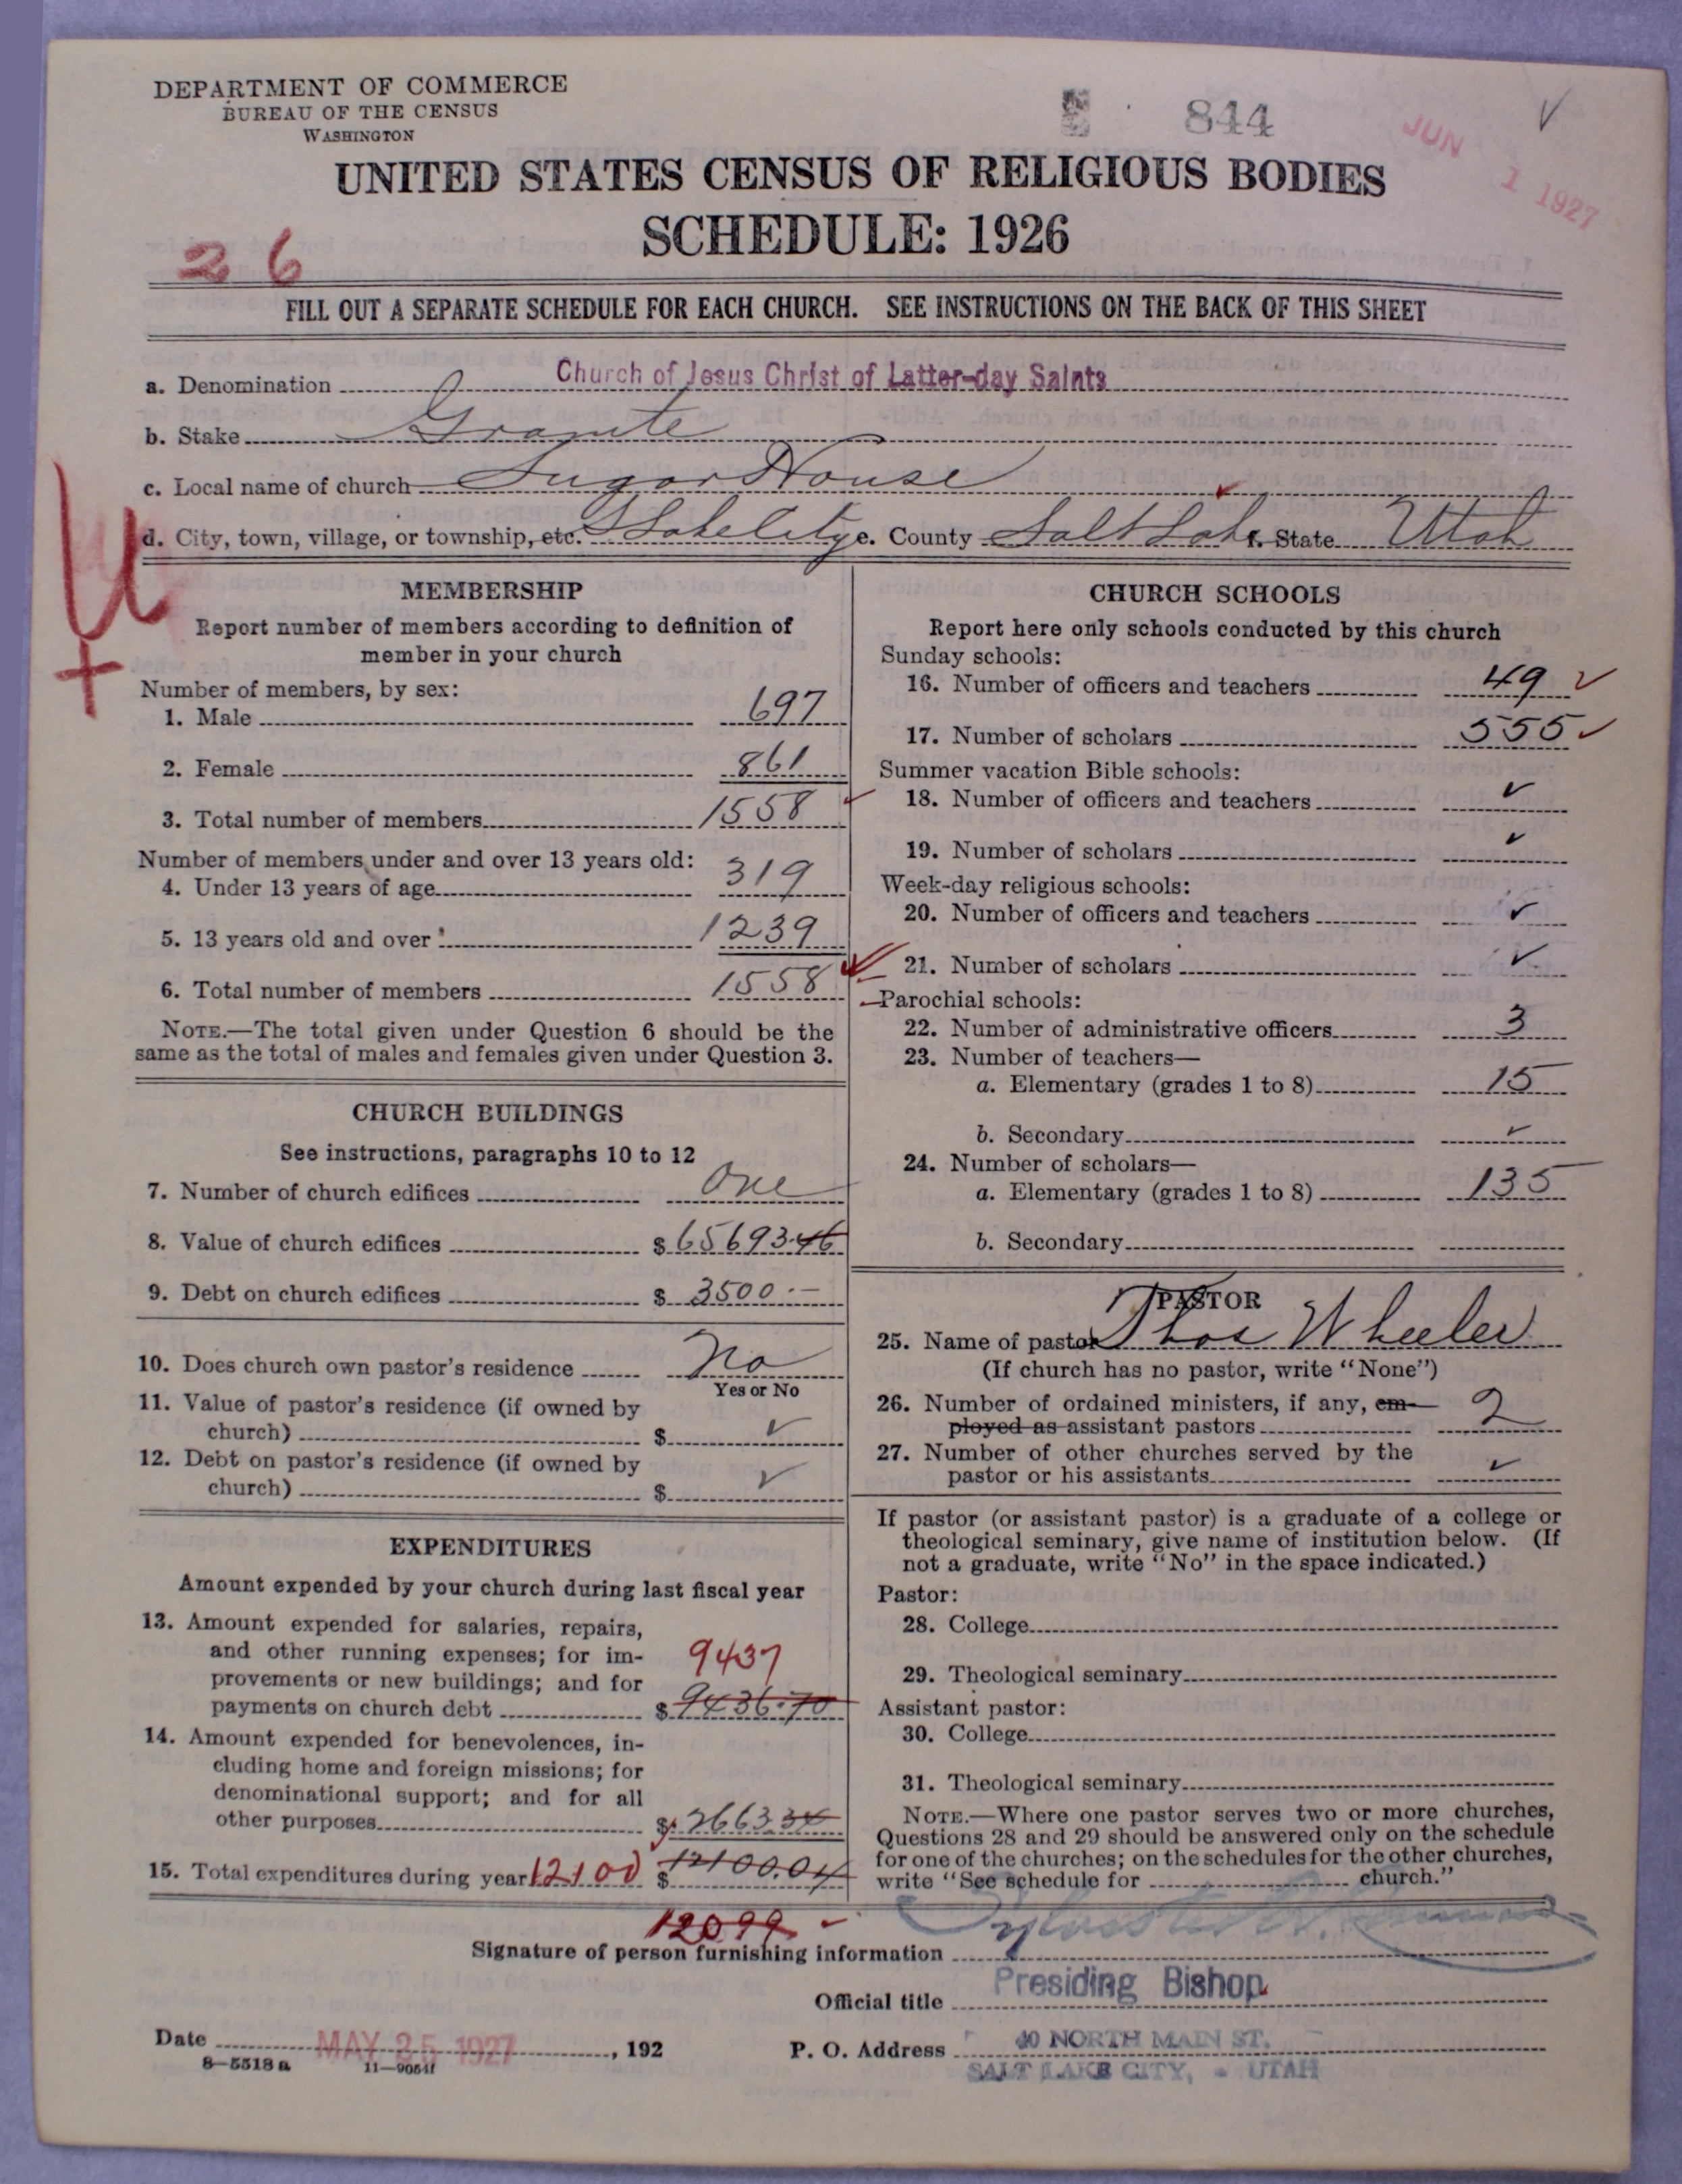 DEPARTMENT OF COMMERCE
BUREAU OF THE CENSUS
WASHINGTON
844
JUN 1 1927
UNITED STATES CENSUS OF RELIGIOUS BODIES
SCHEDULE: 1926
26
FILL OUT A SEPARATE SCHEDULE FOR EACH CHURCH. SEE INSTRUCTIONS ON THE BACK OF THIS SHEET
a. Denomination Church of Jesus Christ of Latter-day Saints
b. Stake Granite
c. Local name of church Sugar House
d. City, town, village, or township, etc. S Lake City e. County Salt Lake f. State Utah
MEMBERSHIP
Report number of members according to definition of
member in your church
Number of members, by sex:
1. Male 697
2. Female 861
3. Total number of members 1558
Number of members under and over 13 years old:
4. Under 13 years of age 319
5. 13 years old and over 1239
6. Total number of members 1558
NOTE.—The total given under Question 6 should be the
same as the total of males and females given under Question 3.
CHURCH BUILDINGS
See instructions, paragraphs 10 to 12
7. Number of church edifices One
8. Value of church edifices $ 65693.46
9. Debt on church edifices $ 3500.—
10. Does church own pastor's residence No
Yes or No
11. Value of pastor's residence (if owned by
church) $ ✓
12. Debt on pastor's residence (if owned by
church) $ ✓
EXPENDITURES
Amount expended by your church during last fiscal year
13. Amount expended for salaries, repairs,
and other running expenses; for im-
9437
provements or new buildings; and for
payments on church debt $ 9436.70
14. Amount expended for benevolences, in-
cluding home and foreign missions; for
denominational support; and for all
other purposes $ 2663.34
15. Total expenditures during year 12100 $ 12100.04
12099
CHURCH SCHOOLS
Report here only schools conducted by this church
Sunday schools:
16. Number of officers and teachers 49 ✓
17. Number of scholars 555 ✓
Summer vacation Bible schools:
18. Number of officers and teachers ✓
19. Number of scholars ✓
Week-day religious schools:
20. Number of officers and teachers ✓
21. Number of scholars ✓
Parochial schools:
22. Number of administrative officers 3
23. Number of teachers—
a. Elementary (grades 1 to 8) 15
b. Secondary ✓
24. Number of scholars—
a. Elementary (grades 1 to 8) 135
b. Secondary
PASTOR
25. Name of pastor Thos Wheeler
(If church has no pastor, write "None")
26. Number of ordained ministers, if any, em-
ployed as assistant pastors 2
27. Number of other churches served by the
pastor or his assistants ✓
If pastor (or assistant pastor) is a graduate of a college or
theological seminary, give name of institution below. (If
not a graduate, write "No" in the space indicated.)
Pastor:
28. College
29. Theological seminary
Assistant pastor:
30. College
31. Theological seminary
NOTE.—Where one pastor serves two or more churches,
Questions 28 and 29 should be answered only on the schedule
for one of the churches; on the schedules for the other churches,
write "See schedule for church."
Signature of person furnishing information
Official title Presiding Bishop
Date MAY 25 1927, 192
P. O. Address 40 NORTH MAIN ST.
SALT LAKE CITY, - UTAH
8—5518 a